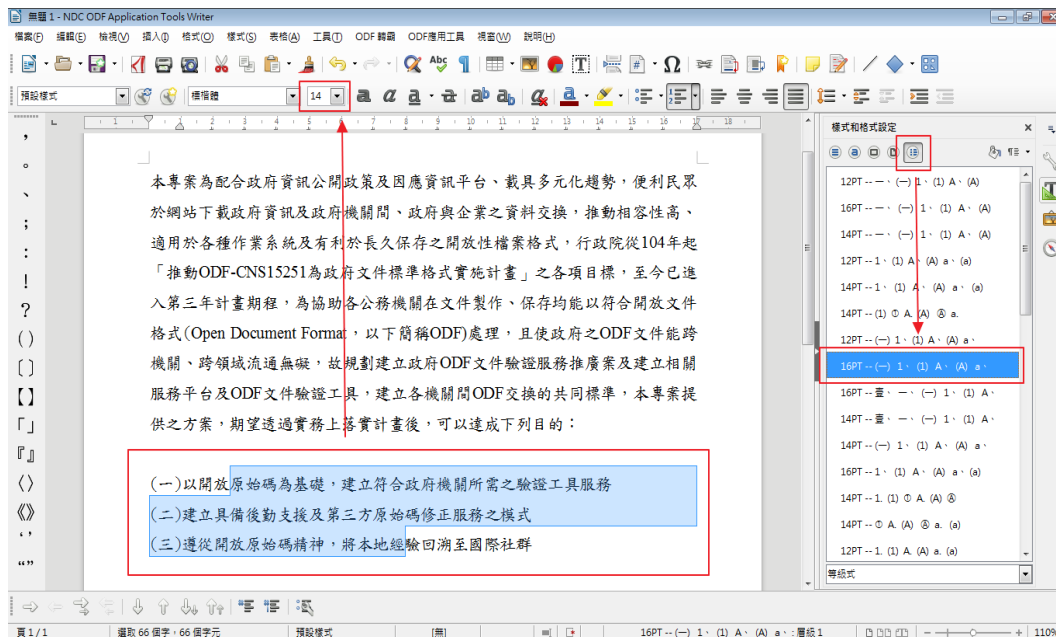 無題 1 - NDC ODF Application Tools Writer
檔案(F) 編輯(E) 檢視(V) 插入(I) 格式(O) 樣式(S) 表格(A) 工具(T) ODF 轉廟 ODF應用工具 視窗(W) 說明(H)
預設樣式 標楷體 14
樣式和格式設定
本專案為配合政府資訊公開政策及因應資訊平台、載具多元化趨勢，便利民眾
於網站下載政府資訊及政府機關間、政府與企業之資料交換，推動相容性高、
適用於各種作業系統及有利於長久保存之開放性檔案格式，行政院從104年起
「推動ODF-CNS15251為政府文件標準格式實施計畫」之各項目標，至今已進
入第三年計畫期程，為協助各公務機關在文件製作、保存均能以符合開放文件
格式(Open Document Format，以下簡稱ODF)處理，且使政府之ODF文件能跨
機關、跨領域流通無礙，故規劃建立政府ODF文件驗證服務推廣案及建立相關
服務平台及ODF文件驗證工具，建立各機關間ODF交換的共同標準，本專案提
供之方案，期望透過實務上落實計畫後，可以達成下列目的：
(一)以開放原始碼為基礎，建立符合政府機關所需之驗證工具服務
(二)建立具備後勤支援及第三方原始碼修正服務之模式
(三)遵從開放原始碼精神，將本地經驗回溯至國際社群
12PT -- 一、 (一) 1、 (1) A、 (A)
16PT -- 一、 (一) 1、 (1) A、 (A)
14PT -- 一、 (一) 1、 (1) A、 (A)
12PT -- 1、 (1) A、 (A) a、 (a)
14PT -- 1、 (1) A、 (A) a、 (a)
14PT -- (1) ① A. (A) Ⓐ a.
12PT -- (一) 1、 (1) A、 (A) a、
16PT -- (一) 1、 (1) A、 (A) a、
16PT -- 壹、 一、 (一) 1、 (1) A、
14PT -- 壹、 一、 (一) 1、 (1) A、
14PT -- (一) 1、 (1) A、 (A) a、
16PT -- 1、 (1) A、 (A) a、 (a)
14PT -- 1. (1) ① A. (A) Ⓐ
14PT -- ① A. (A) Ⓐ a. (a)
12PT -- 1. (1) A. (A) a. (a)
等級式
頁 1 / 1 選取 66 個字，66 個字元 預設樣式 [無] 16PT -- (一) 1、 (1) A、 (A) a、 : 層級 1 110%